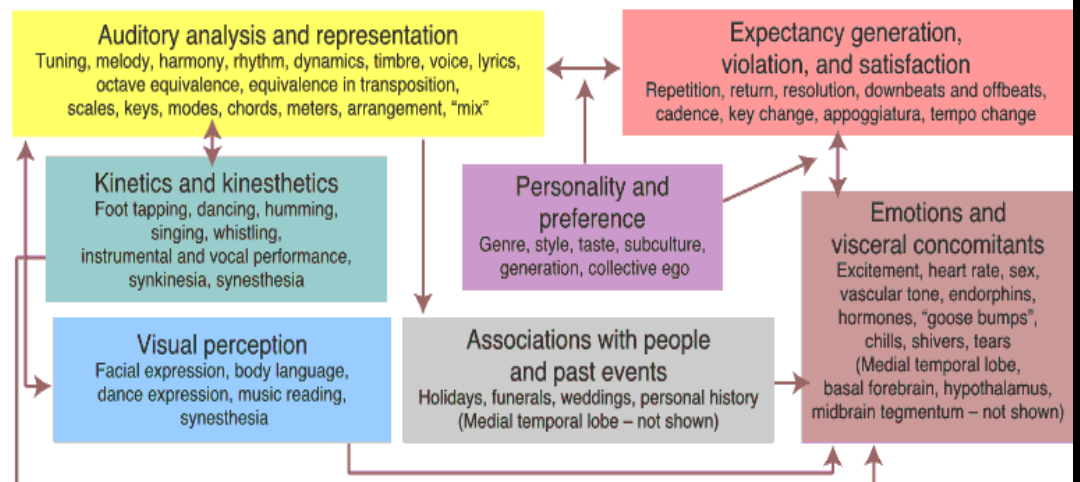 Auditory analysis and representation
Tuning, melody, harmony, rhythm, dynamics, timbre, voice, lyrics,
octave equivalence, equivalence in transposition,
scales, keys, modes, chords, meters, arrangement, “mix”
Expectancy generation,
violation, and satisfaction
Repetition, return, resolution, downbeats and offbeats,
cadence, key change, appoggiatura, tempo change
Kinetics and kinesthetics
Foot tapping, dancing, humming,
singing, whistling,
instrumental and vocal performance,
synkinesia, synesthesia
Personality and
preference
Genre, style, taste, subculture,
generation, collective ego
Emotions and
visceral concomitants
Excitement, heart rate, sex,
vascular tone, endorphins,
hormones, “goose bumps”,
chills, shivers, tears
(Medial temporal lobe,
basal forebrain, hypothalamus,
midbrain tegmentum – not shown)
Visual perception
Facial expression, body language,
dance expression, music reading,
synesthesia
Associations with people
and past events
Holidays, funerals, weddings, personal history
(Medial temporal lobe – not shown)